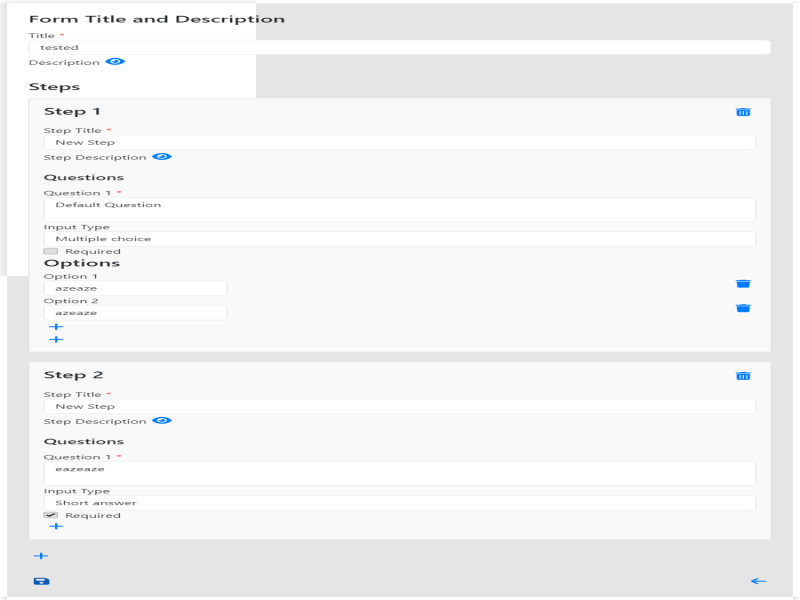 Form Title and Description
Title *
tested
Description
Steps
Step 1
Step Title *
New Step
Step Description
Questions
Question 1 *
Default Question
Input Type
Multiple choice
Required
Options
Option 1
azeaze
Option 2
azeaze
Step 2
Step Title *
New Step
Step Description
Questions
Question 1 *
eazeaze
Input Type
Short answer
Required